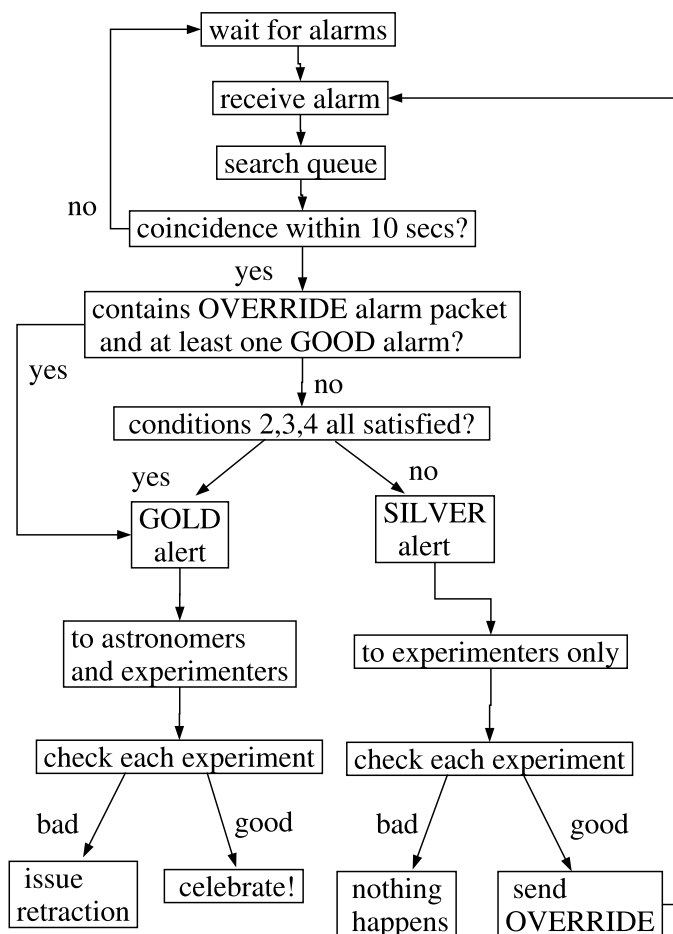 wait for alarms
receive alarm
search queue
no
coincidence within 10 secs?
yes
contains OVERRIDE alarm packet
and at least one GOOD alarm?
yes
no
conditions 2,3,4 all satisfied?
yes
no
GOLD
alert
SILVER
alert
to astronomers
and experimenters
to experimenters only
check each experiment
check each experiment
bad
good
bad
good
issue
retraction
celebrate!
nothing
happens
send
OVERRIDE